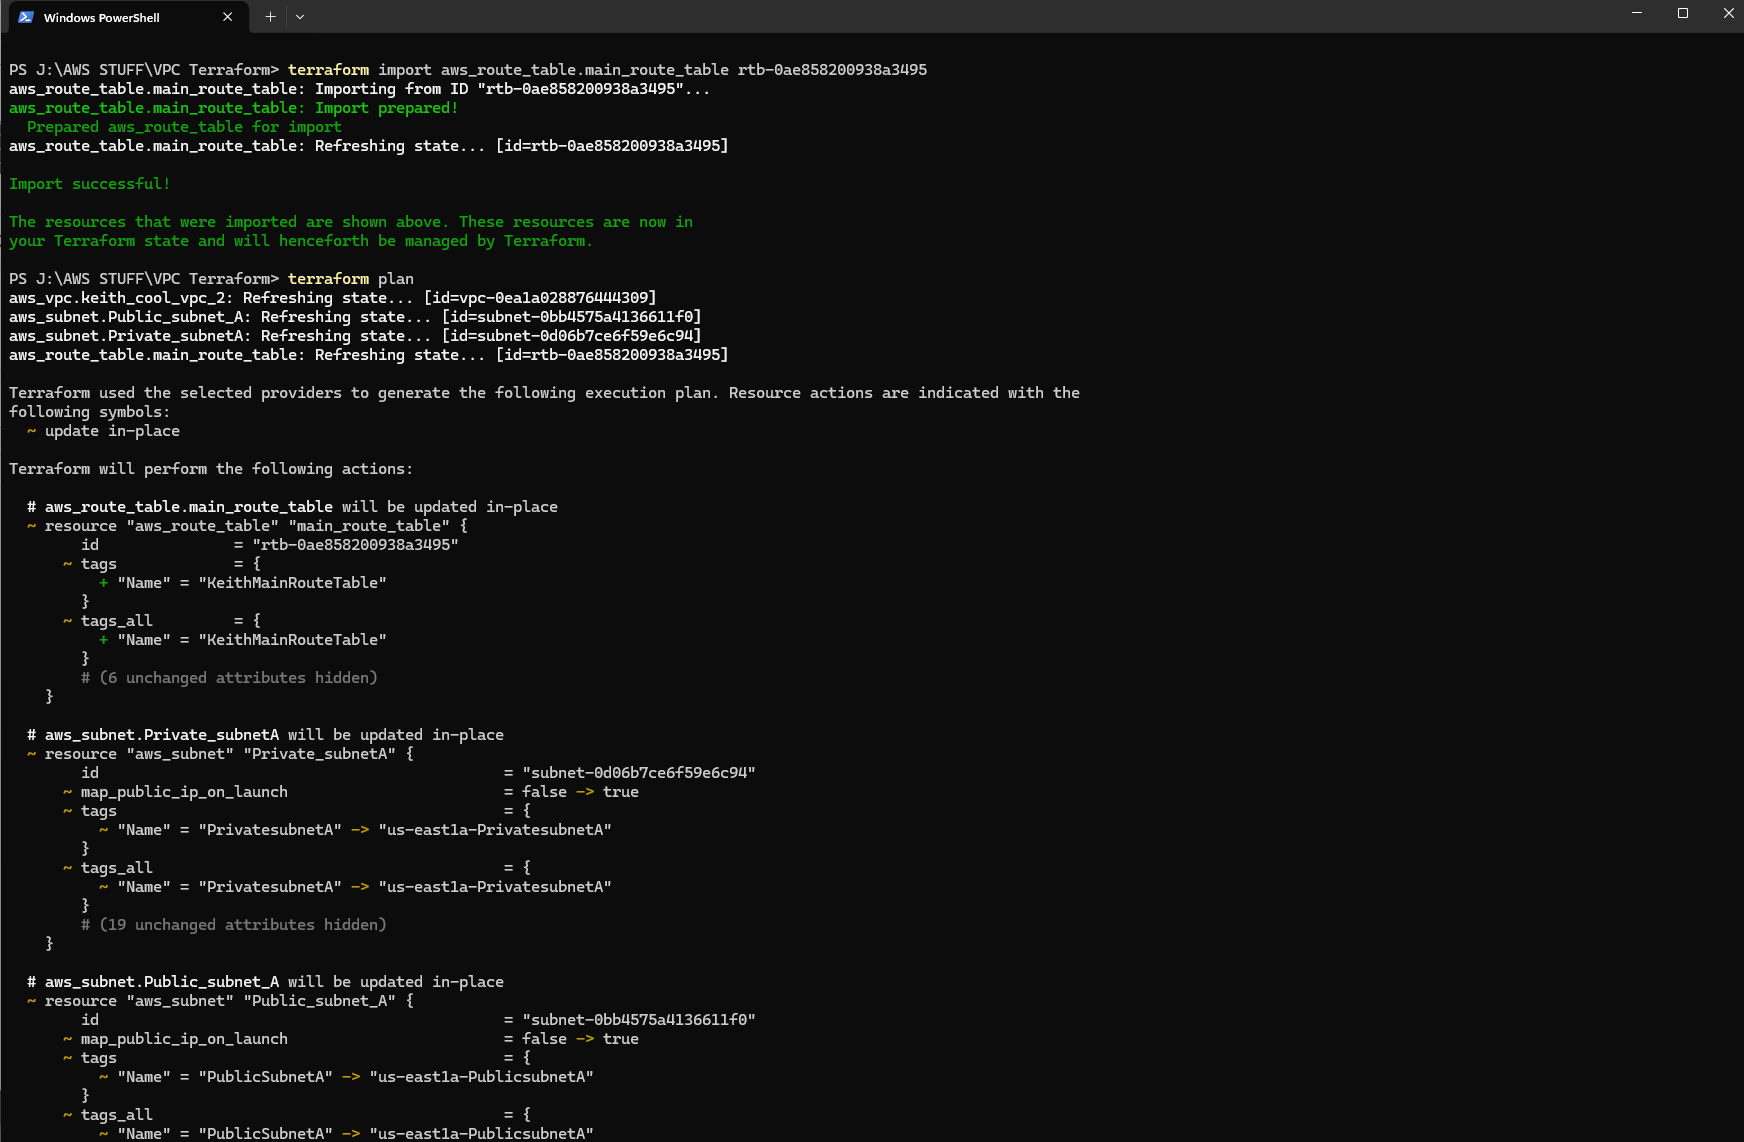 Windows PowerShell
PS J:\AWS STUFF\VPC Terraform> terraform import aws_route_table.main_route_table rtb-0ae858200938a3495
aws_route_table.main_route_table: Importing from ID "rtb-0ae858200938a3495"...
aws_route_table.main_route_table: Import prepared!
  Prepared aws_route_table for import
aws_route_table.main_route_table: Refreshing state... [id=rtb-0ae858200938a3495]
Import successful!
The resources that were imported are shown above. These resources are now in
your Terraform state and will henceforth be managed by Terraform.
PS J:\AWS STUFF\VPC Terraform> terraform plan
aws_vpc.keith_cool_vpc_2: Refreshing state... [id=vpc-0ea1a028876444309]
aws_subnet.Public_subnet_A: Refreshing state... [id=subnet-0bb4575a4136611f0]
aws_subnet.Private_subnetA: Refreshing state... [id=subnet-0d06b7ce6f59e6c94]
aws_route_table.main_route_table: Refreshing state... [id=rtb-0ae858200938a3495]
Terraform used the selected providers to generate the following execution plan. Resource actions are indicated with the
following symbols:
  ~ update in-place
Terraform will perform the following actions:
  # aws_route_table.main_route_table will be updated in-place
  ~ resource "aws_route_table" "main_route_table" {
        id               = "rtb-0ae858200938a3495"
      ~ tags             = {
          + "Name" = "KeithMainRouteTable"
        }
      ~ tags_all         = {
          + "Name" = "KeithMainRouteTable"
        }
        # (6 unchanged attributes hidden)
    }
  # aws_subnet.Private_subnetA will be updated in-place
  ~ resource "aws_subnet" "Private_subnetA" {
        id                                             = "subnet-0d06b7ce6f59e6c94"
      ~ map_public_ip_on_launch                        = false -> true
      ~ tags                                           = {
          ~ "Name" = "PrivatesubnetA" -> "us-east1a-PrivatesubnetA"
        }
      ~ tags_all                                       = {
          ~ "Name" = "PrivatesubnetA" -> "us-east1a-PrivatesubnetA"
        }
        # (19 unchanged attributes hidden)
    }
  # aws_subnet.Public_subnet_A will be updated in-place
  ~ resource "aws_subnet" "Public_subnet_A" {
        id                                             = "subnet-0bb4575a4136611f0"
      ~ map_public_ip_on_launch                        = false -> true
      ~ tags                                           = {
          ~ "Name" = "PublicSubnetA" -> "us-east1a-PublicsubnetA"
        }
      ~ tags_all                                       = {
          ~ "Name" = "PublicSubnetA" -> "us-east1a-PublicsubnetA"